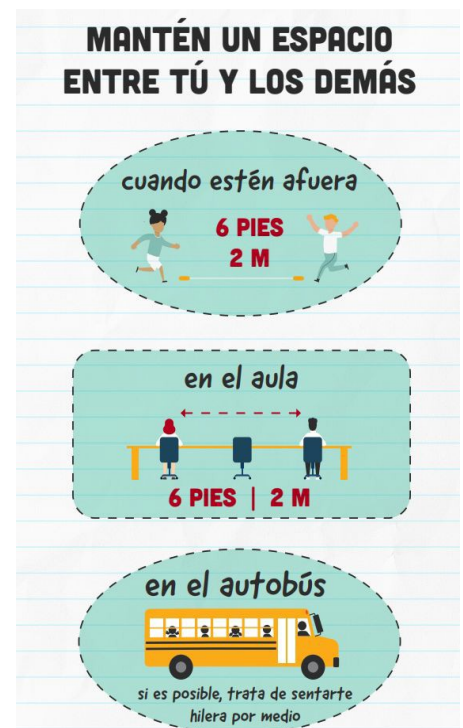 MANTÉN UN ESPACIO
ENTRE TÚ Y LOS DEMÁS
cuando estén afuera
6 PIES
2 M
en el aula
6 PIES | 2 M
en el autobús
si es posible, trata de sentarte
hilera por medio